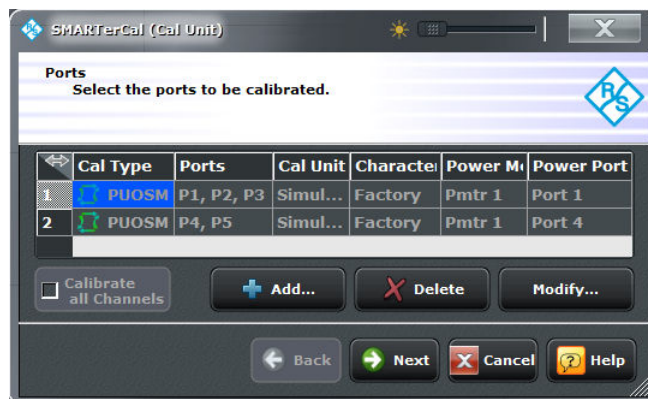 SMARTerCal (Cal Unit)
Ports
Select the ports to be calibrated.
R&S
Cal Type Ports Cal Unit Character Power Me Power Port
1 PUOSM P1, P2, P3 Simul... Factory Pmtr 1 Port 1
2 PUOSM P4, P5 Simul... Factory Pmtr 1 Port 4
Calibrate
all Channels
Add...
Delete
Modify...
Back
Next
Cancel
Help